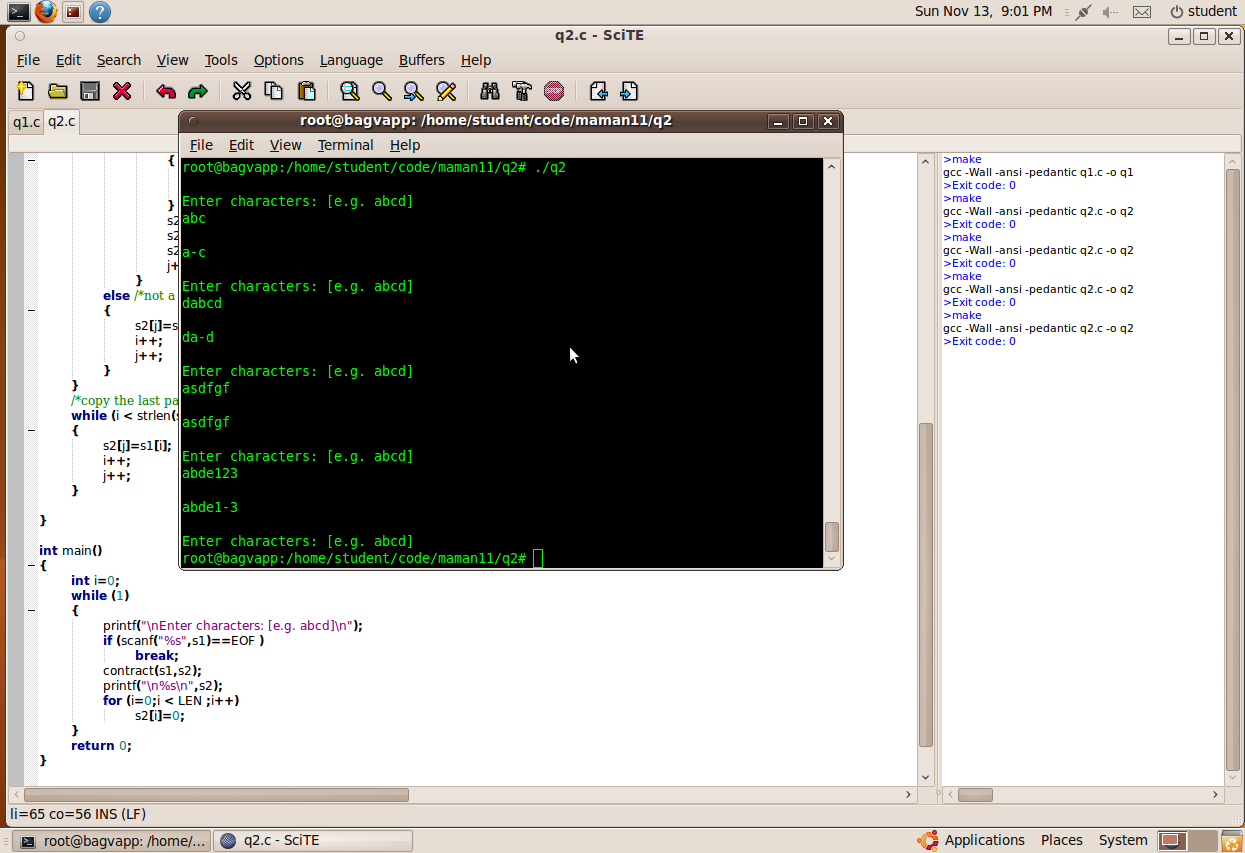 Sun Nov 13, 9:01 PM
student
q2.c - SciTE
File Edit Search View Tools Options Language Buffers Help
q1.c q2.c
{
}
s2
s2
s2
j+
}
else /*not a
{
s2[j]=s
i++;
j++;
}
}
/*copy the last pa
while (i < strlen(s
{
s2[j]=s1[i];
i++;
j++;
}
}
int main()
{
int i=0;
while (1)
{
printf("\nEnter characters: [e.g. abcd]\n");
if (scanf("%s",s1)==EOF )
break;
contract(s1,s2);
printf("\n%s\n",s2);
for (i=0;i < LEN ;i++)
s2[i]=0;
}
return 0;
}
root@bagvapp: /home/student/code/maman11/q2
File Edit View Terminal Help
root@bagvapp:/home/student/code/maman11/q2# ./q2
Enter characters: [e.g. abcd]
abc
a-c
Enter characters: [e.g. abcd]
dabcd
da-d
Enter characters: [e.g. abcd]
asdfgf
asdfgf
Enter characters: [e.g. abcd]
abde123
abde1-3
Enter characters: [e.g. abcd]
root@bagvapp:/home/student/code/maman11/q2#
>make
gcc -Wall -ansi -pedantic q1.c -o q1
>Exit code: 0
>make
gcc -Wall -ansi -pedantic q2.c -o q2
>Exit code: 0
>make
gcc -Wall -ansi -pedantic q2.c -o q2
>Exit code: 0
>make
gcc -Wall -ansi -pedantic q2.c -o q2
>Exit code: 0
>make
gcc -Wall -ansi -pedantic q2.c -o q2
>Exit code: 0
li=65 co=56 INS (LF)
root@bagvapp: /home/...
q2.c - SciTE
Applications Places System